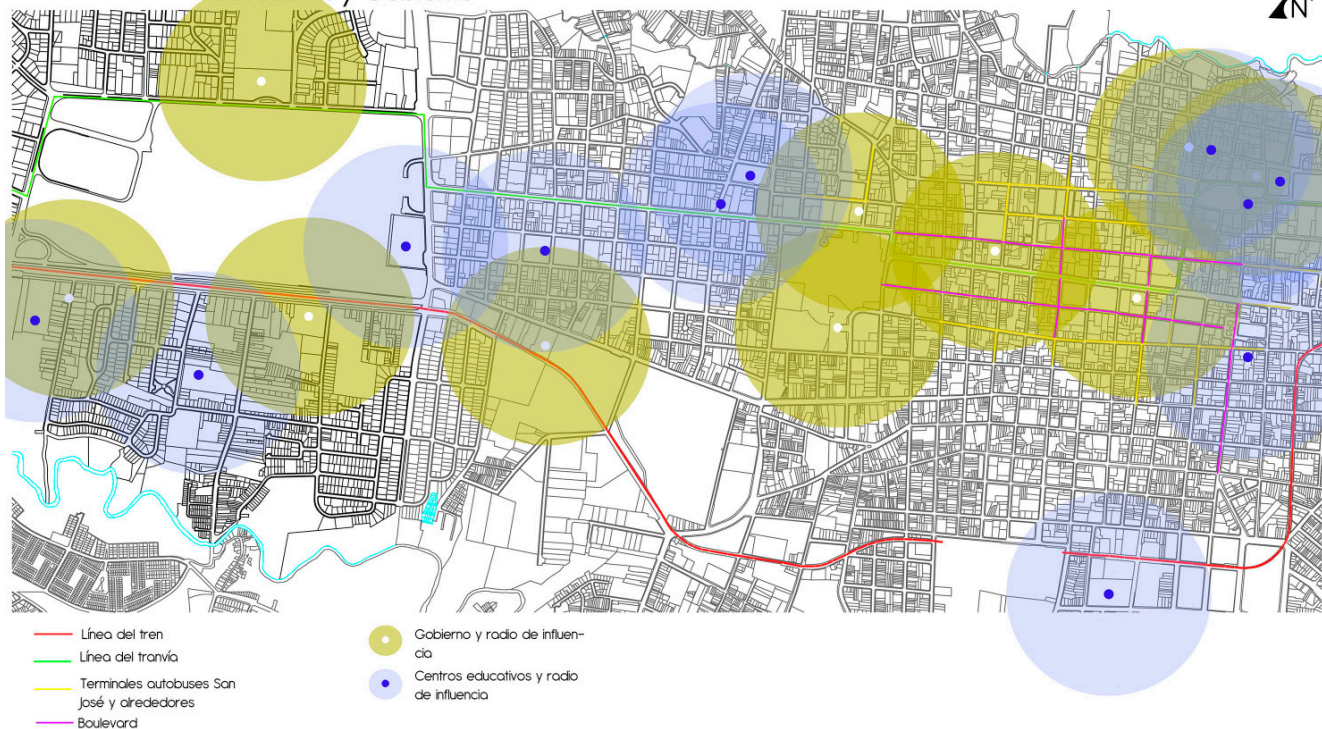 N
Línea del tren
Línea del tranvía
Terminales autobuses San
José y alrededores
Boulevard
Gobierno y radio de influen-
cia
Centros educativos y radio
de influencia